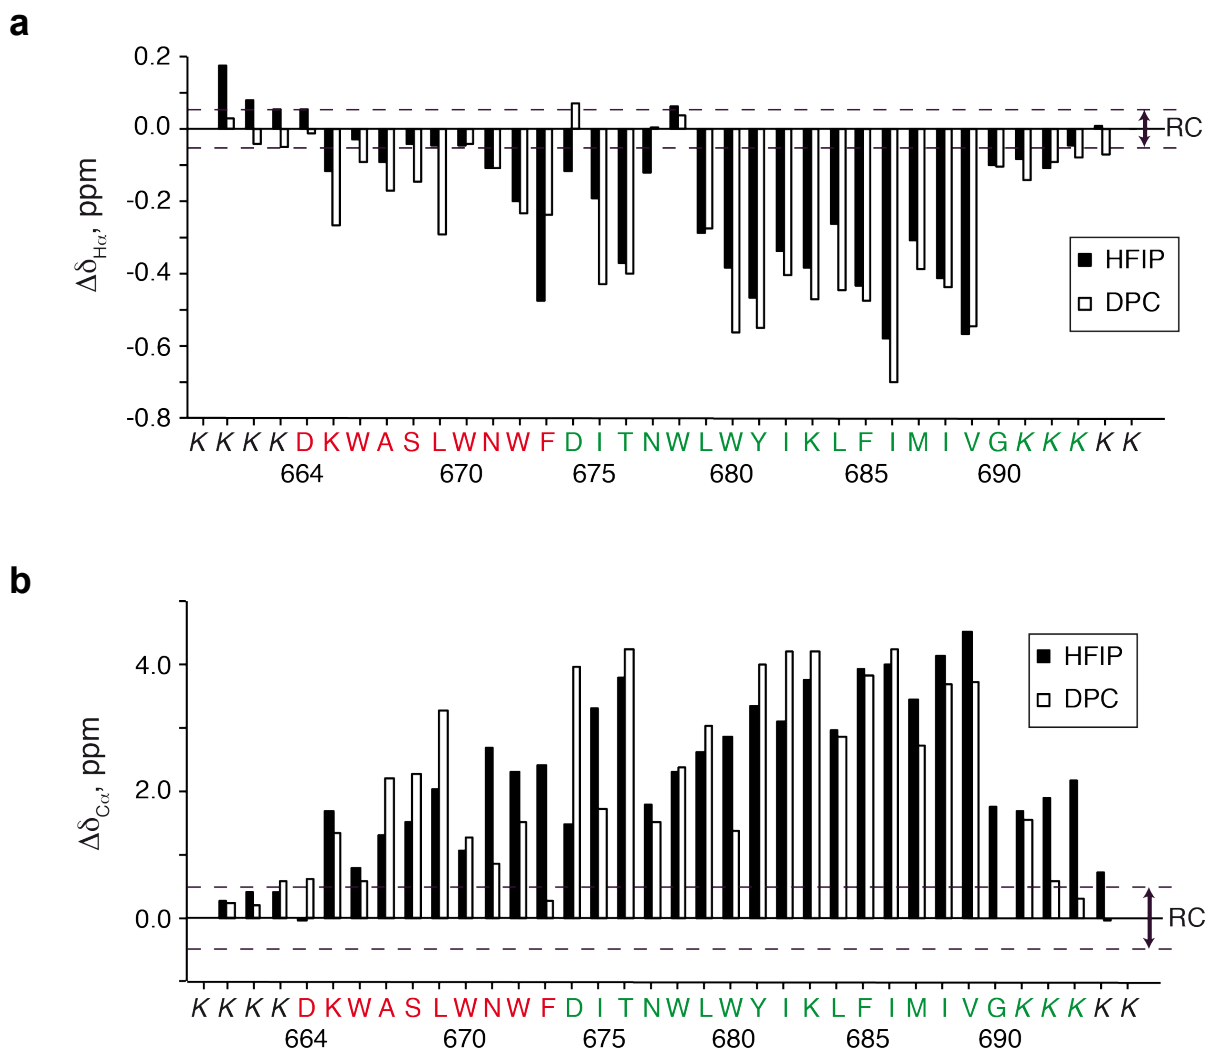 a
0.2
0.0
-0.2
-0.4
-0.6
-0.8
ΔδHα, ppm
RC
HFIP
DPC
K K K K D K W A S L W N W F D I T N W L W Y I K L F I M I V G K K K K K
664 670 675 680 685 690
b
4.0
2.0
0.0
ΔδCα, ppm
HFIP
DPC
RC
K K K K D K W A S L W N W F D I T N W L W Y I K L F I M I V G K K K K K
664 670 675 680 685 690